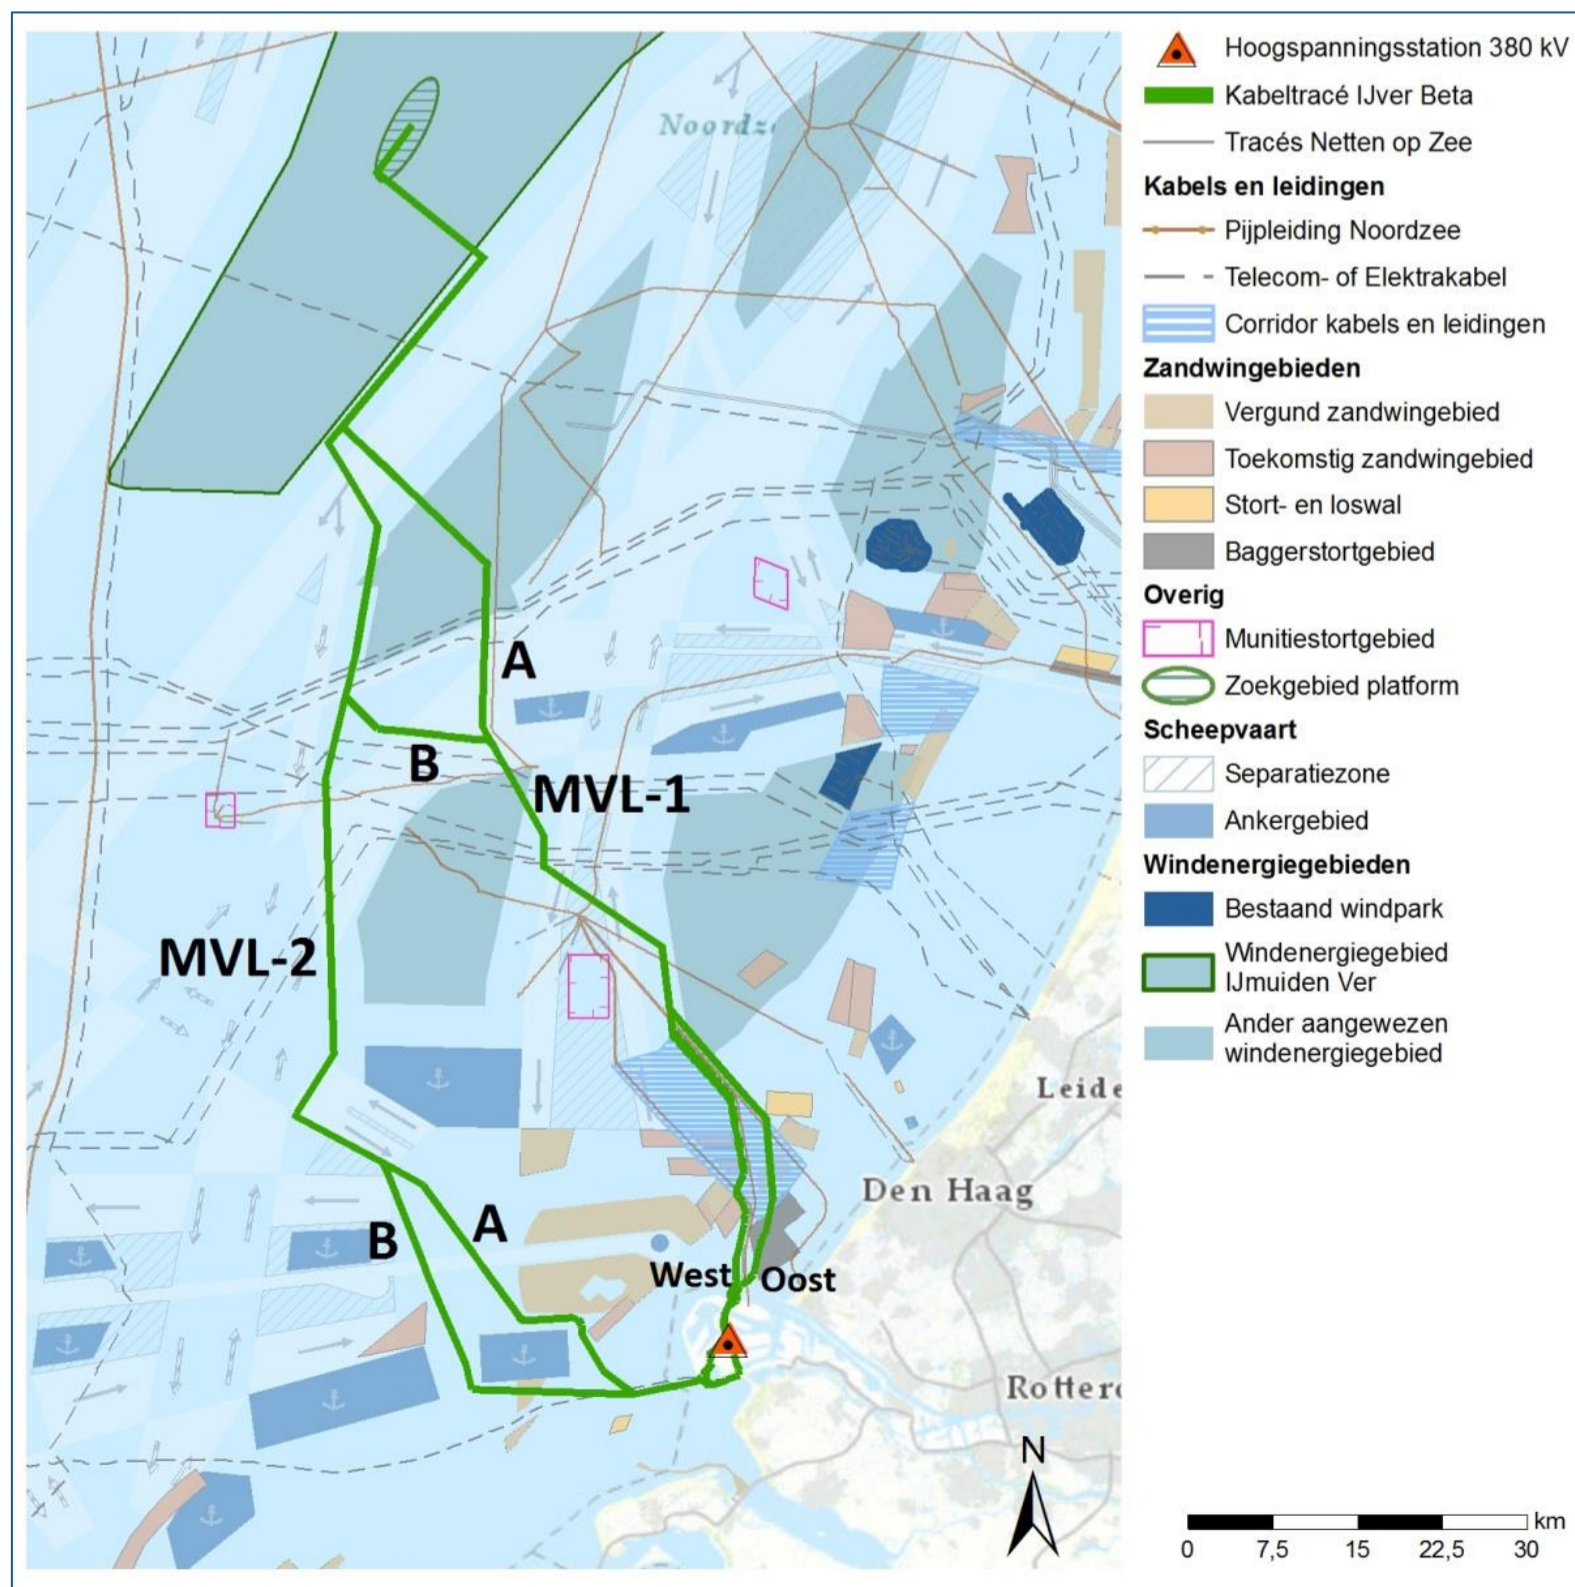 Noordz
A
B
MVL-1
MVL-2
Leide
Den Haag
A
B
West
Oost
Rotterd
N
Hoogspanningsstation 380 kV
Kabeltracé IJver Beta
Tracés Netten op Zee
Kabels en leidingen
Pijpleiding Noordzee
Telecom- of Elektrakabel
Corridor kabels en leidingen
Zandwingebieden
Vergund zandwingebied
Toekomstig zandwingebied
Stort- en loswal
Baggerstortgebied
Overig
Munitiestortgebied
Zoekgebied platform
Scheepvaart
Separatiezone
Ankergebied
Windenergiegebieden
Bestaand windpark
Windenergiegebied
IJmuiden Ver
Ander aangewezen
windenergiegebied
km
0 7,5 15 22,5 30